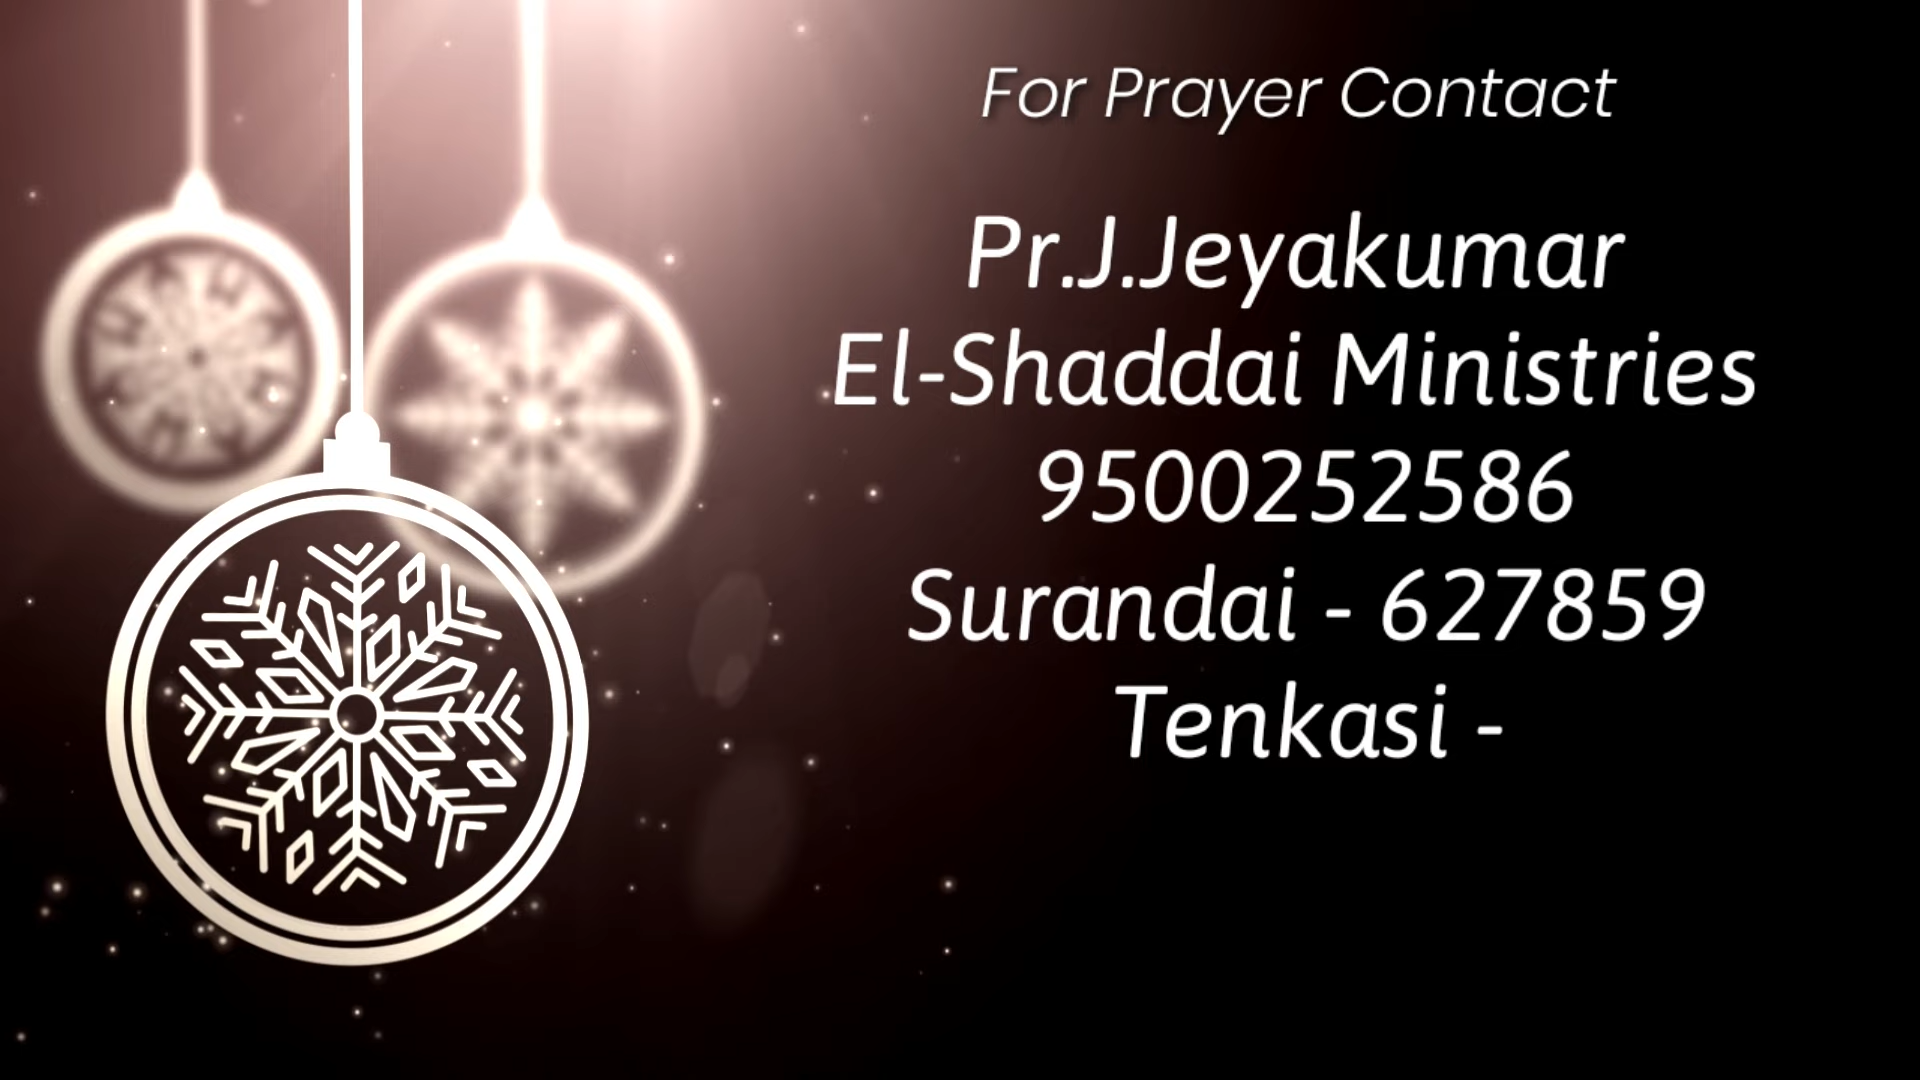 For Prayer Contact
Pr.J.Jeyakumar
El-Shaddai Ministries
9500252586
Surandai - 627859
Tenkasi -